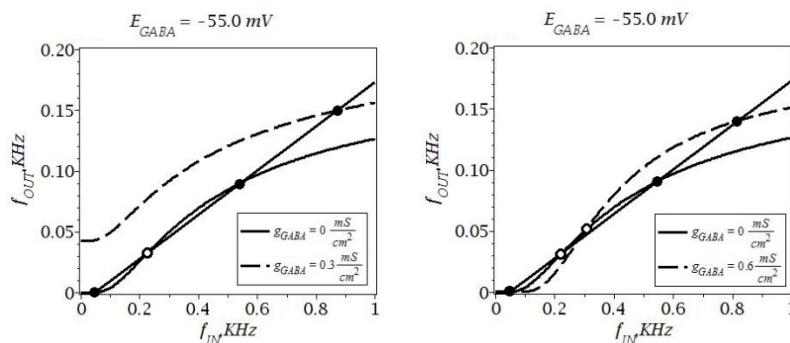 E_GABA = -55.0 mV
0.20
0.15
0.10
0.05
0
f_OUT,KHz
g_GABA = 0 mS/cm²
g_GABA = 0.3 mS/cm²
0 0.2 0.4 0.6 0.8 1
f_IN,KHz
E_GABA = -55.0 mV
0.20
0.15
0.10
0.05
0
f_OUT,KHz
g_GABA = 0 mS/cm²
g_GABA = 0.6 mS/cm²
0 0.2 0.4 0.6 0.8 1
f_IN,KHz